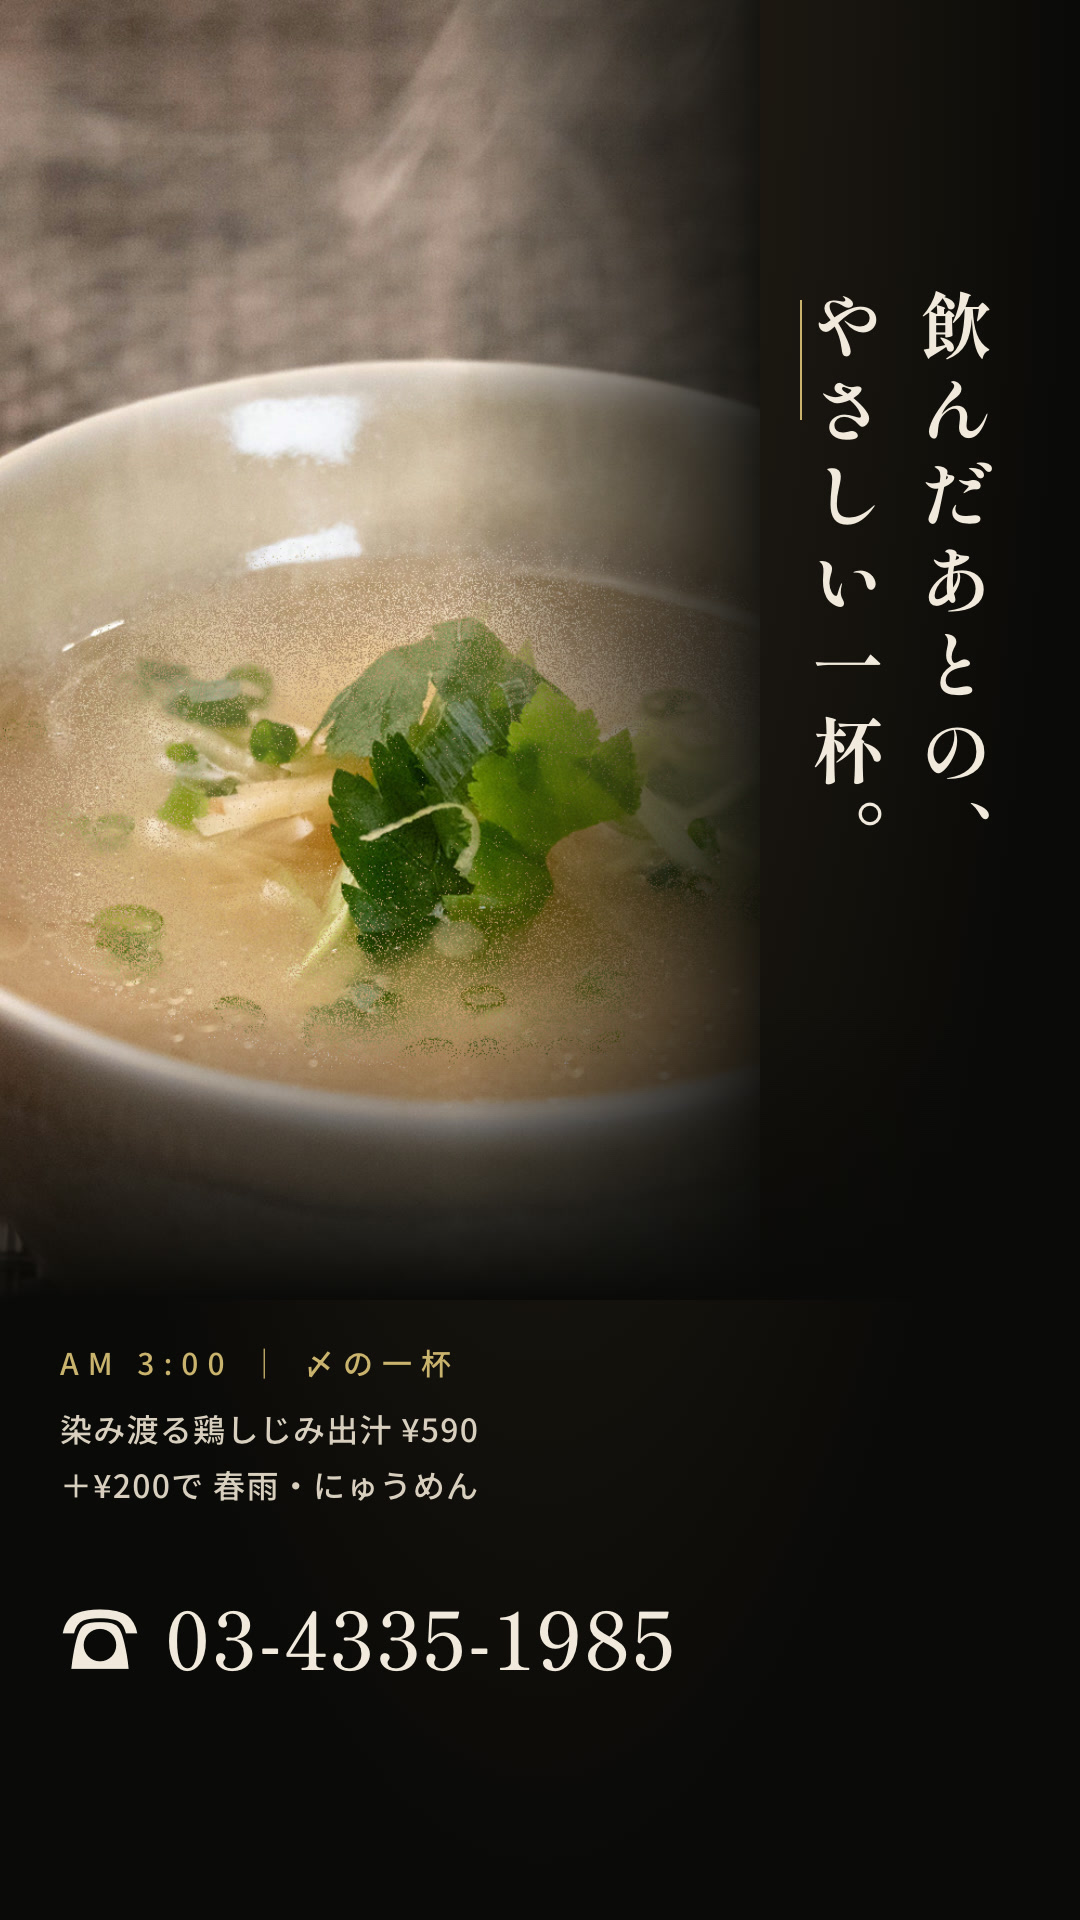 飲んだあとの、
やさしい一杯。
AM 3:00 ｜ 〆の一杯
染み渡る鶏しじみ出汁 ¥590
＋¥200で 春雨・にゅうめん
☎ 03-4335-1985